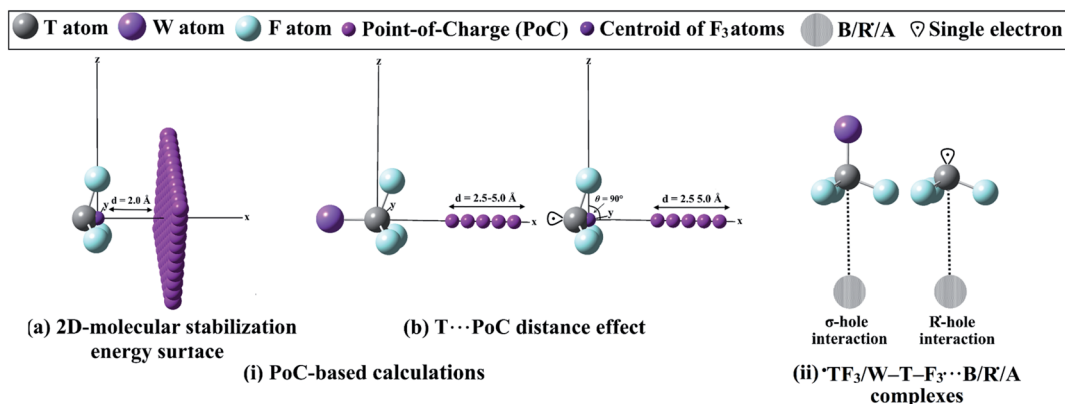 T atom W atom F atom Point-of-Charge (PoC) Centroid of F₃ atoms B/R•/A Single electron
z
d = 2.0 Å
y
x
(a) 2D-molecular stabilization
energy surface
z
d = 2.5-5.0 Å
y
x
z
θ = 90°
d = 2.5 5.0 Å
y
x
(b) T···PoC distance effect
(i) PoC-based calculations
σ-hole
interaction
R•-hole
interaction
(ii) •TF₃/W–T–F₃···B/R•/A
complexes